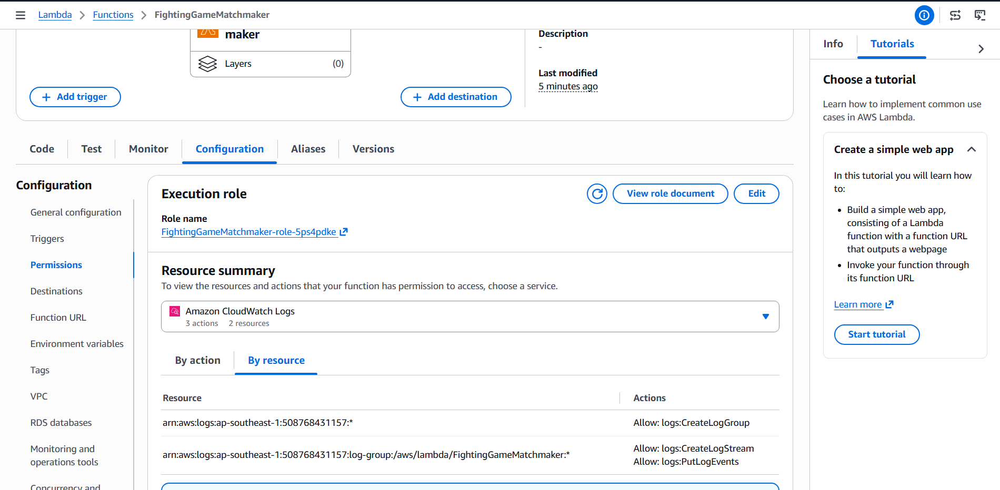 Lambda
Functions
FightingGameMatchmaker
maker
Layers
(0)
Add trigger
Add destination
Description
-
Last modified
5 minutes ago
Code
Test
Monitor
Configuration
Aliases
Versions
Configuration
General configuration
Triggers
Permissions
Destinations
Function URL
Environment variables
Tags
VPC
RDS databases
Monitoring and
operations tools
Concurrency and
Execution role
View role document
Edit
Role name
FightingGameMatchmaker-role-5ps4pdke
Resource summary
To view the resources and actions that your function has permission to access, choose a service.
Amazon CloudWatch Logs
3 actions 2 resources
By action
By resource
Resource
Actions
arn:aws:logs:ap-southeast-1:508768431157:*
Allow: logs:CreateLogGroup
arn:aws:logs:ap-southeast-1:508768431157:log-group:/aws/lambda/FightingGameMatchmaker:*
Allow: logs:CreateLogStream
Allow: logs:PutLogEvents
Info
Tutorials
Choose a tutorial
Learn how to implement common use
cases in AWS Lambda.
Create a simple web app
In this tutorial you will learn how
to:
• Build a simple web app,
consisting of a Lambda
function with a function URL
that outputs a webpage
• Invoke your function through
its function URL
Learn more
Start tutorial